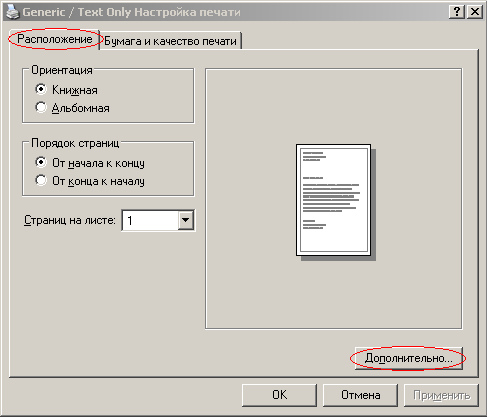 Generic / Text Only Настройка печати
Расположение
Бумага и качество печати
Ориентация
Книжная
Альбомная
Порядок страниц
От начала к концу
От конца к началу
Страниц на листе: 1
Дополнительно...
OK
Отмена
Применить